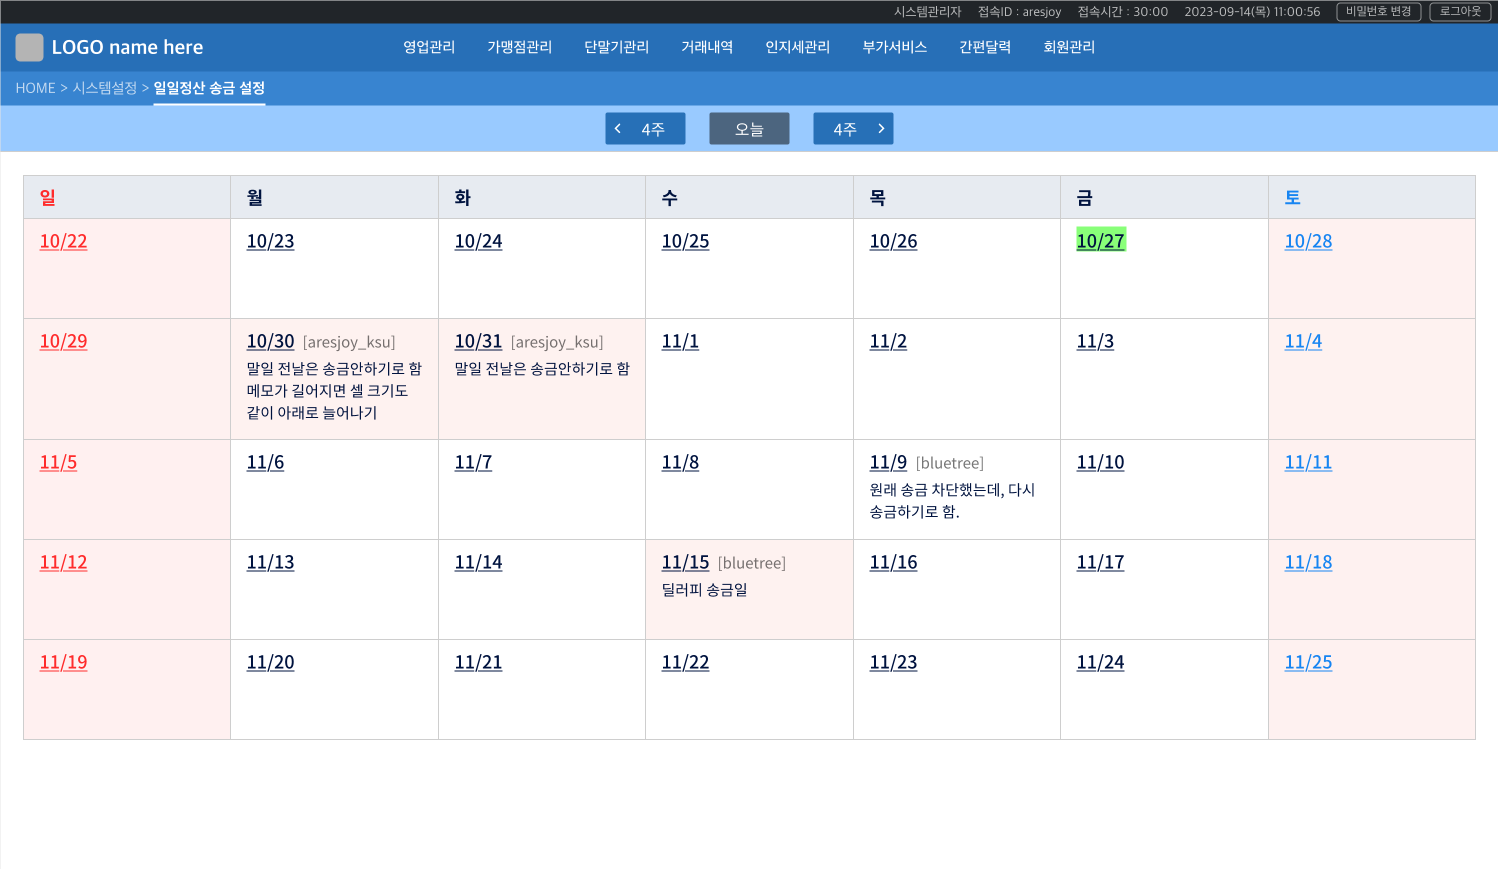 시스템관리자 접속ID : aresjoy 접속시간 : 30:00 2023-09-14(목) 11:00:56 비밀번호 변경 로그아웃
LOGO name here 영업관리 가맹점관리 단말기관리 거래내역 인지세관리 부가서비스 간편달력 회원관리
HOME > 시스템설정 > 일일정산 송금 설정
< 4주 오늘 4주 >
일 월 화 수 목 금 토
10/22 10/23 10/24 10/25 10/26 10/27 10/28
10/29 10/30 [aresjoy_ksu] 10/31 [aresjoy_ksu] 11/1 11/2 11/3 11/4
말일 전날은 송금안하기로 함 말일 전날은 송금안하기로 함
메모가 길어지면 셀 크기도
같이 아래로 늘어나기
11/5 11/6 11/7 11/8 11/9 [bluetree] 11/10 11/11
원래 송금 차단했는데, 다시
송금하기로 함.
11/12 11/13 11/14 11/15 [bluetree] 11/16 11/17 11/18
딜러피 송금일
11/19 11/20 11/21 11/22 11/23 11/24 11/25